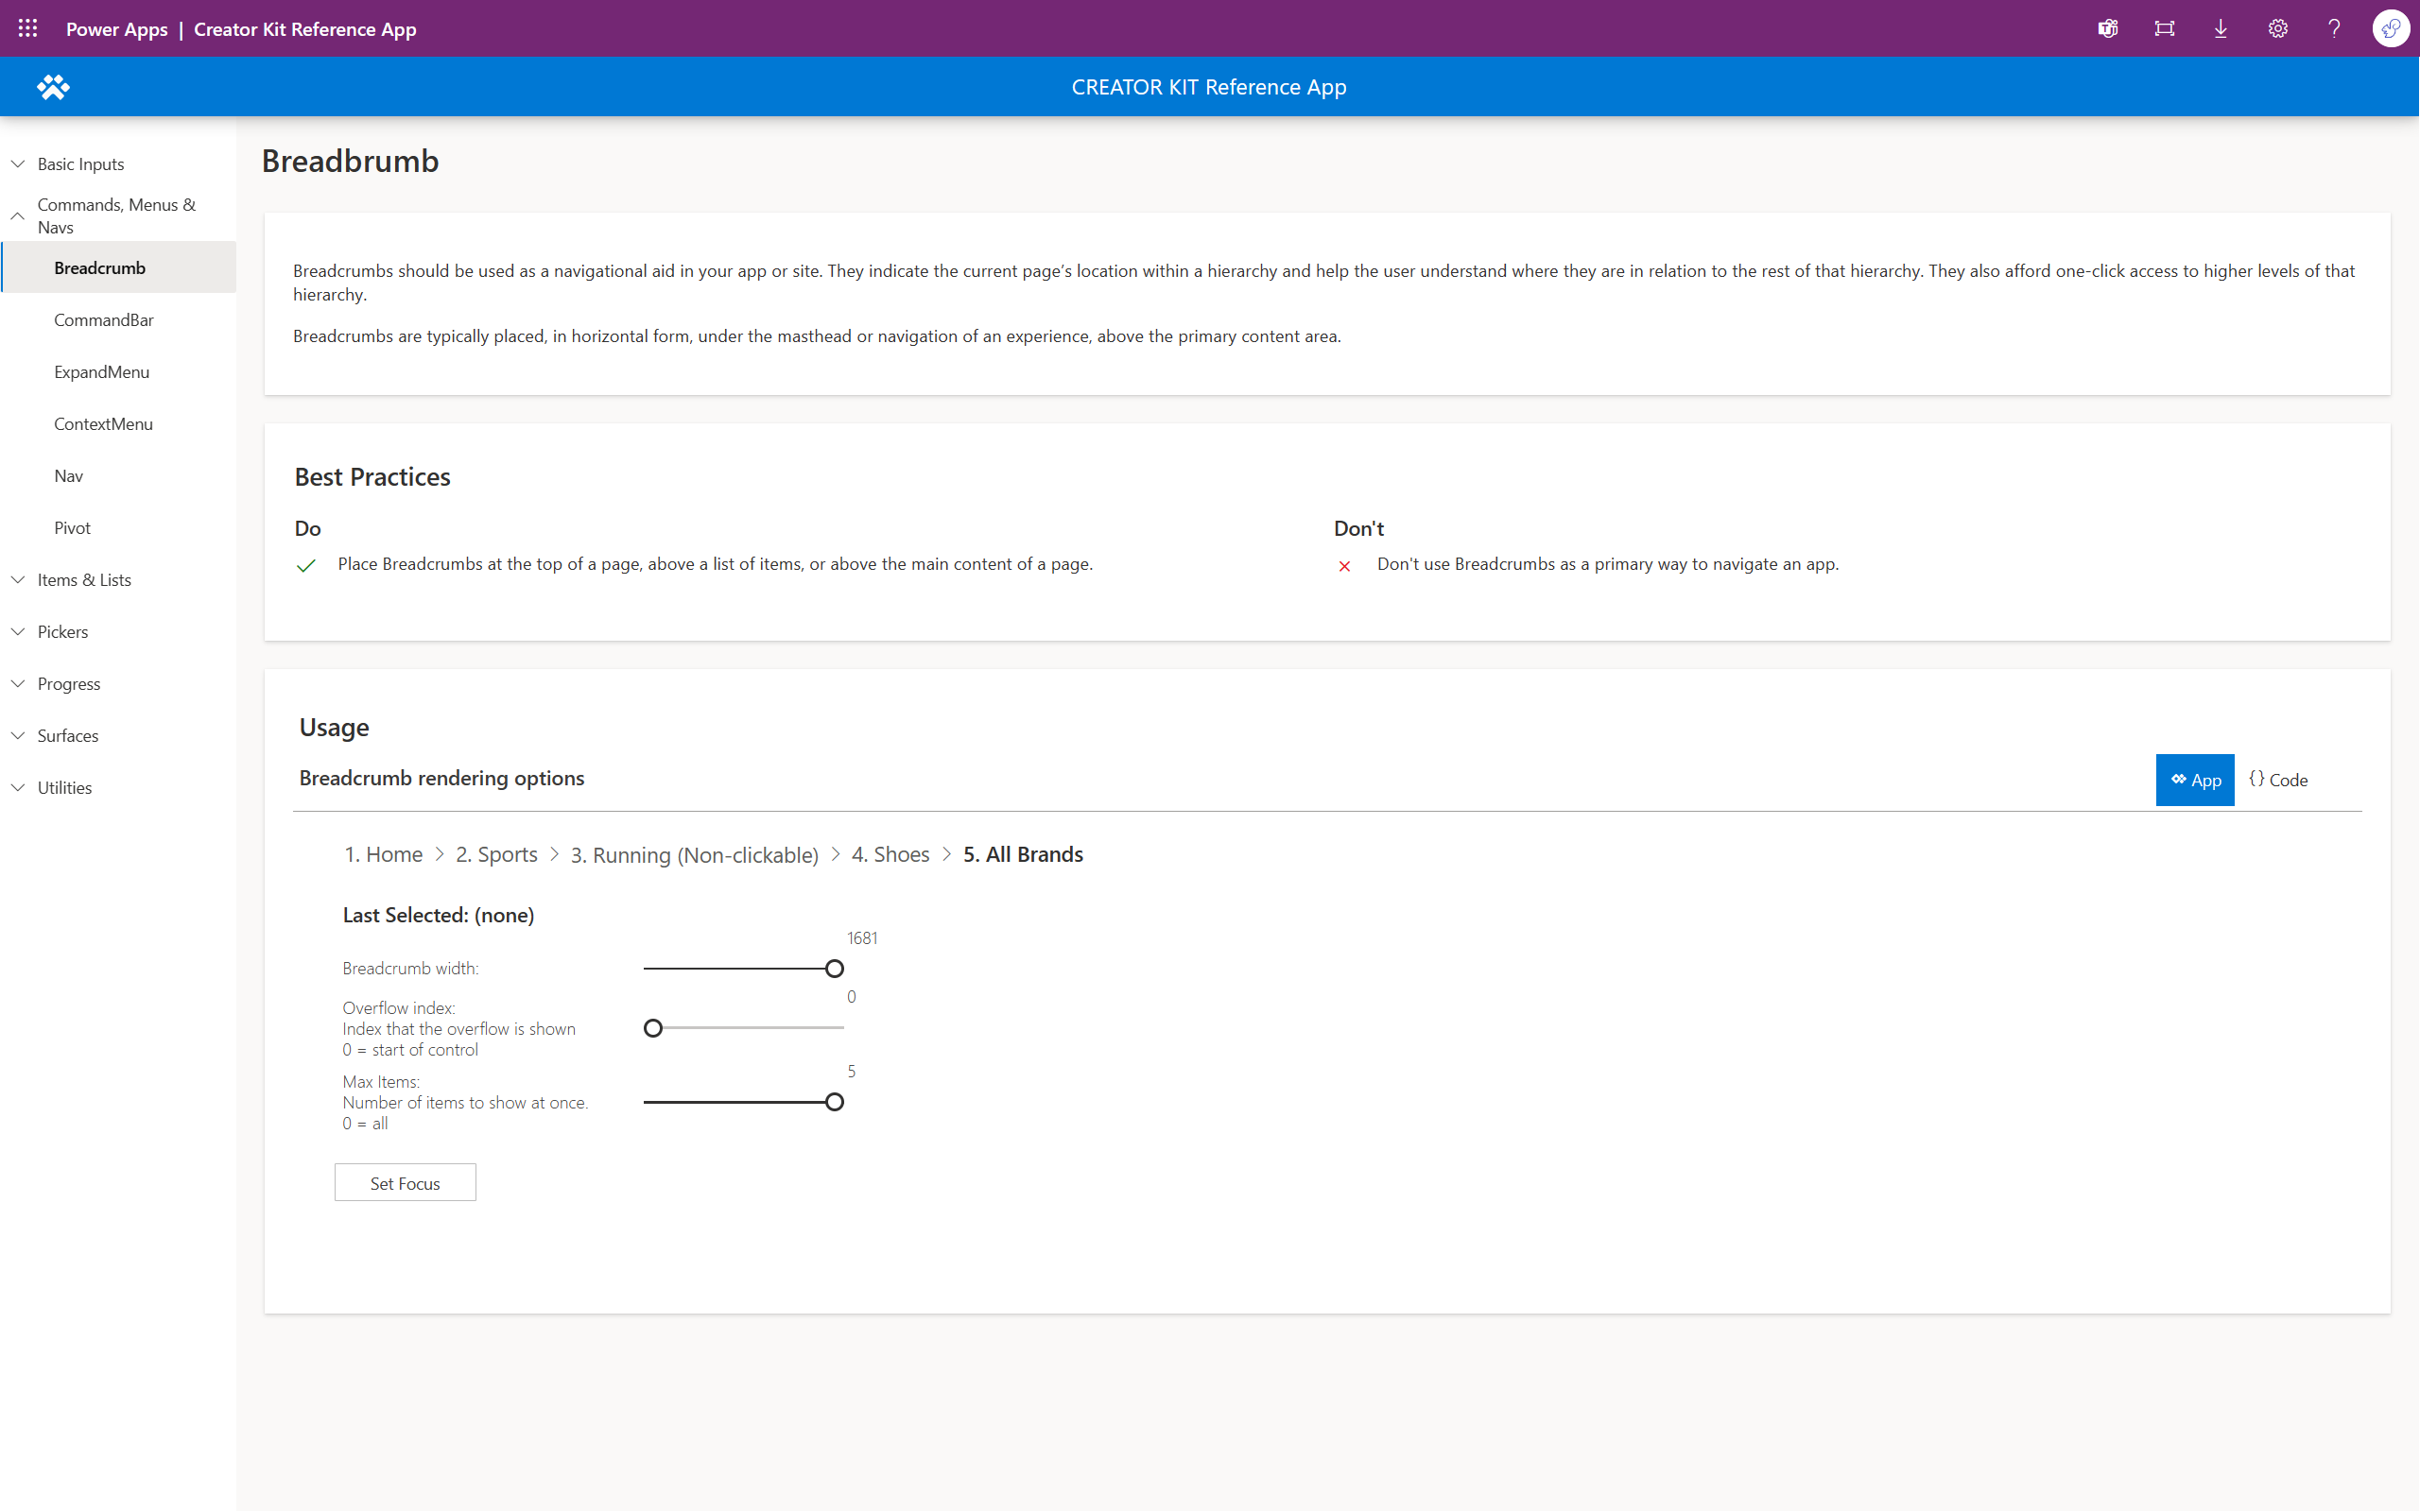 Power Apps | Creator Kit Reference App
CREATOR KIT Reference App
Basic Inputs
Commands, Menus &
Navs
Breadcrumb
CommandBar
ExpandMenu
ContextMenu
Nav
Pivot
Items & Lists
Pickers
Progress
Surfaces
Utilities
Breadbrumb
Breadcrumbs should be used as a navigational aid in your app or site. They indicate the current page’s location within a hierarchy and help the user understand where they are in relation to the rest of that hierarchy. They also afford one-click access to higher levels of that
hierarchy.
Breadcrumbs are typically placed, in horizontal form, under the masthead or navigation of an experience, above the primary content area.
Best Practices
Do
Place Breadcrumbs at the top of a page, above a list of items, or above the main content of a page.
Don't
Don't use Breadcrumbs as a primary way to navigate an app.
Usage
Breadcrumb rendering options
App
{} Code
1. Home > 2. Sports > 3. Running (Non-clickable) > 4. Shoes > 5. All Brands
Last Selected: (none)
1681
Breadcrumb width:
0
Overflow index:
Index that the overflow is shown
0 = start of control
5
Max Items:
Number of items to show at once.
0 = all
Set Focus